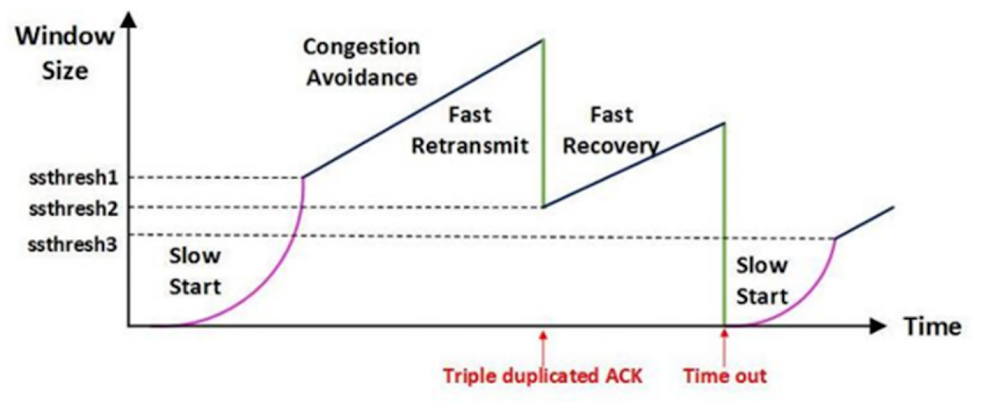 Window
Size
Congestion
Avoidance
Fast
Retransmit
Fast
Recovery
ssthresh1
ssthresh2
ssthresh3
Slow
Start
Slow
Start
Time
Triple duplicated ACK
Time out